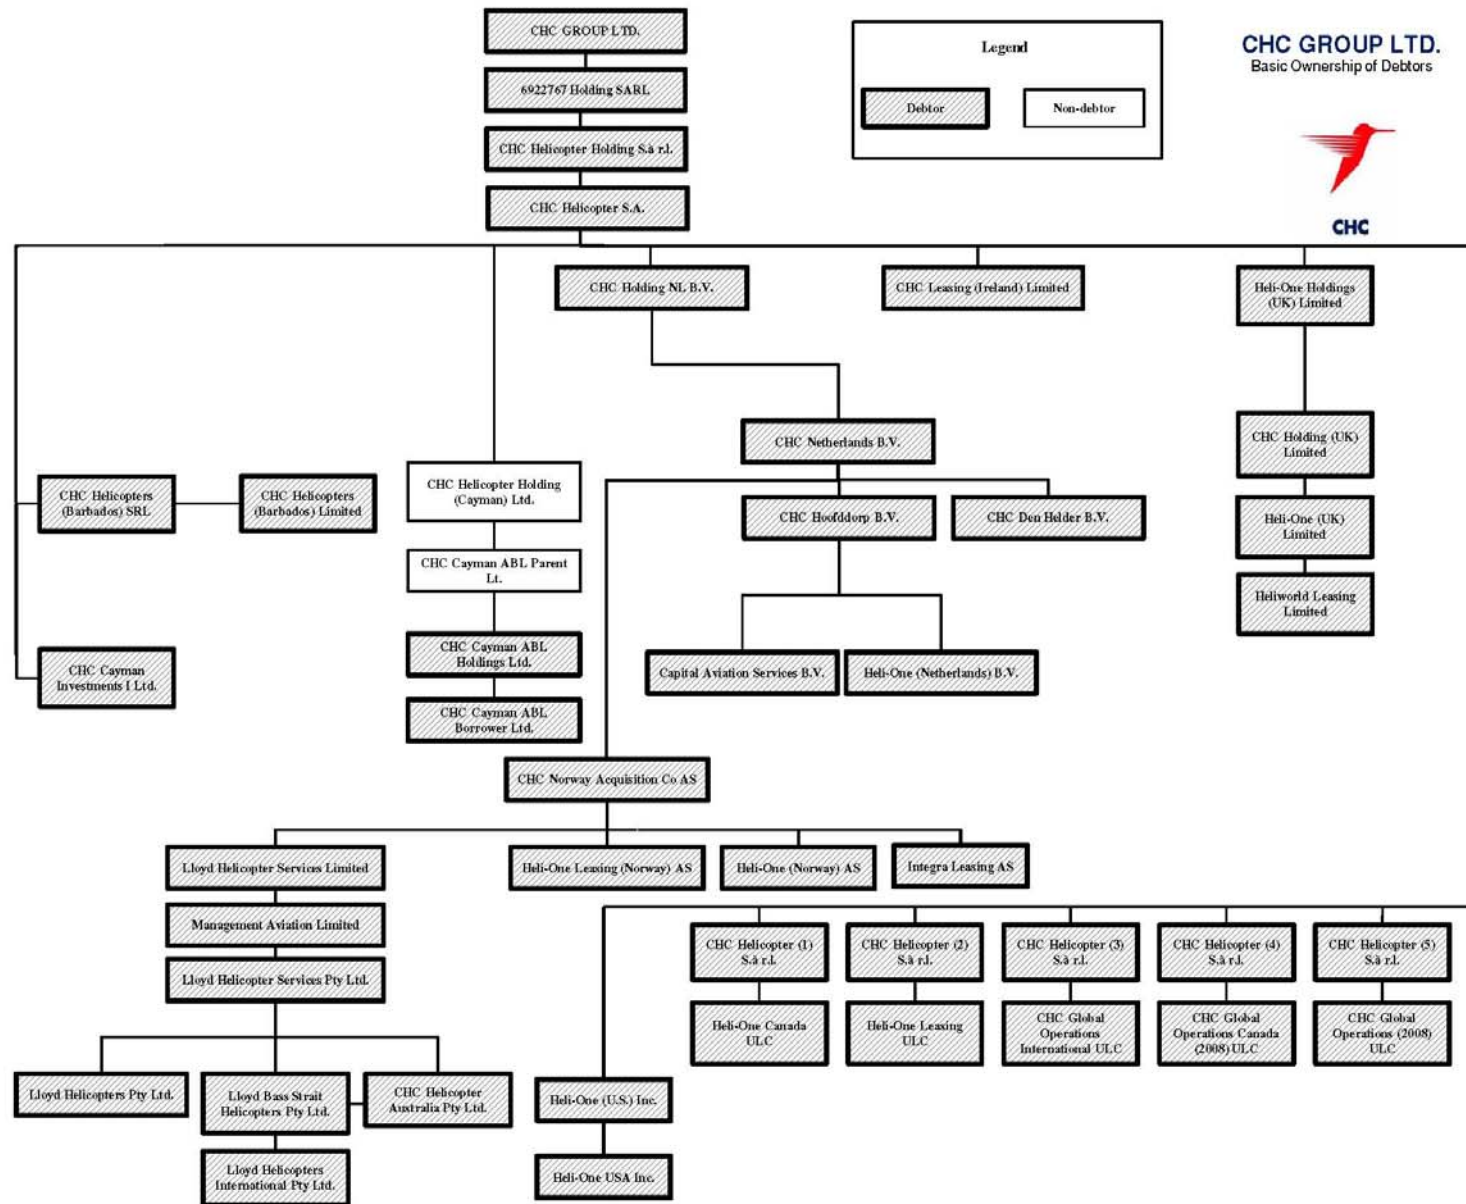 CHC GROUP LTD.
6922767 Holding SARL
CHC Helicopter Holding S.à r.l.
CHC Helicopter S.A.
Legend
Debtor
Non-debtor
CHC GROUP LTD.
Basic Ownership of Debtors
CHC
CHC Holding NL B.V.
CHC Leasing (Ireland) Limited
Heli-One Holdings
(UK) Limited
CHC Netherlands B.V.
CHC Holding (UK)
Limited
CHC Helicopters
(Barbados) SRL
CHC Helicopters
(Barbados) Limited
CHC Helicopter Holding
(Cayman) Ltd.
CHC Hoofddorp B.V.
CHC Den Helder B.V.
Heli-One (UK)
Limited
CHC Cayman ABL Parent
Lt.
Heliworld Leasing
Limited
CHC Cayman
Investments I Ltd.
CHC Cayman ABL
Holdings Ltd.
Capital Aviation Services B.V.
Heli-One (Netherlands) B.V.
CHC Cayman ABL
Borrower Ltd.
CHC Norway Acquisition Co AS
Lloyd Helicopter Services Limited
Heli-One Leasing (Norway) AS
Heli-One (Norway) AS
Integra Leasing AS
Management Aviation Limited
Lloyd Helicopter Services Pty Ltd.
CHC Helicopter (1)
S.à r.l.
CHC Helicopter (2)
S.à r.l.
CHC Helicopter (3)
S.à r.l.
CHC Helicopter (4)
S.à r.l.
CHC Helicopter (5)
S.à r.l.
Heli-One Canada
ULC
Heli-One Leasing
ULC
CHC Global
Operations
International ULC
CHC Global
Operations Canada
(2008) ULC
CHC Global
Operations (2008)
ULC
Lloyd Helicopters Pty Ltd.
Lloyd Bass Strait
Helicopters Pty Ltd.
CHC Helicopter
Australia Pty Ltd.
Heli-One (U.S.) Inc.
Lloyd Helicopters
International Pty Ltd.
Heli-One USA Inc.